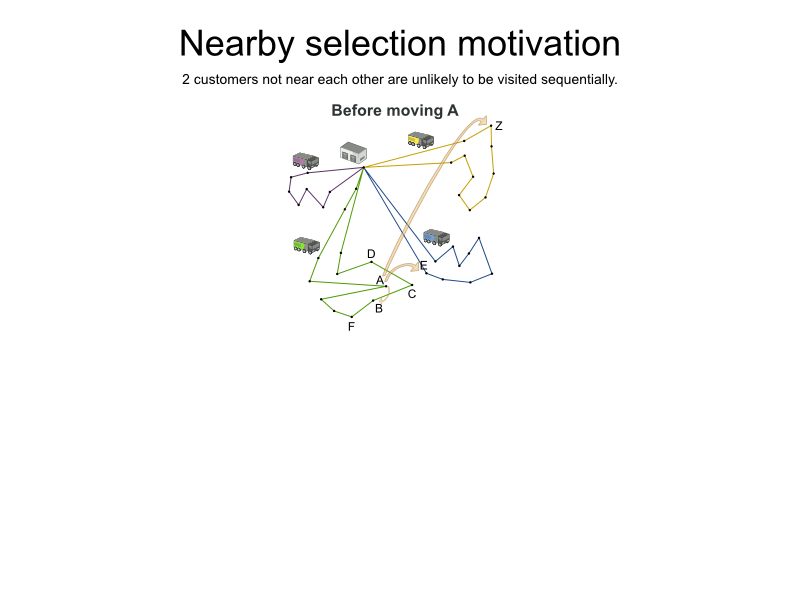 Nearby selection motivation
2 customers not near each other are unlikely to be visited sequentially.
Before moving A
Z
D
E
A
C
B
F